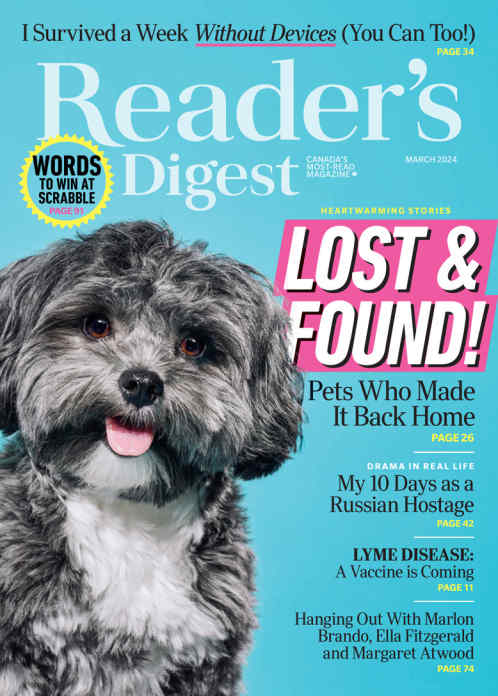 I Survived a Week Without Devices (You Can Too!)
PAGE 34
Reader's
Digest
CANADA'S
MOST-READ
MAGAZINE
MARCH 2024
WORDS
TO WIN AT
SCRABBLE
PAGE 91
HEARTWARMING STORIES
LOST &
FOUND!
Pets Who Made
It Back Home
PAGE 26
DRAMA IN REAL LIFE
My 10 Days as a
Russian Hostage
PAGE 42
LYME DISEASE:
A Vaccine is Coming
PAGE 11
Hanging Out With Marlon
Brando, Ella Fitzgerald
and Margaret Atwood
PAGE 74